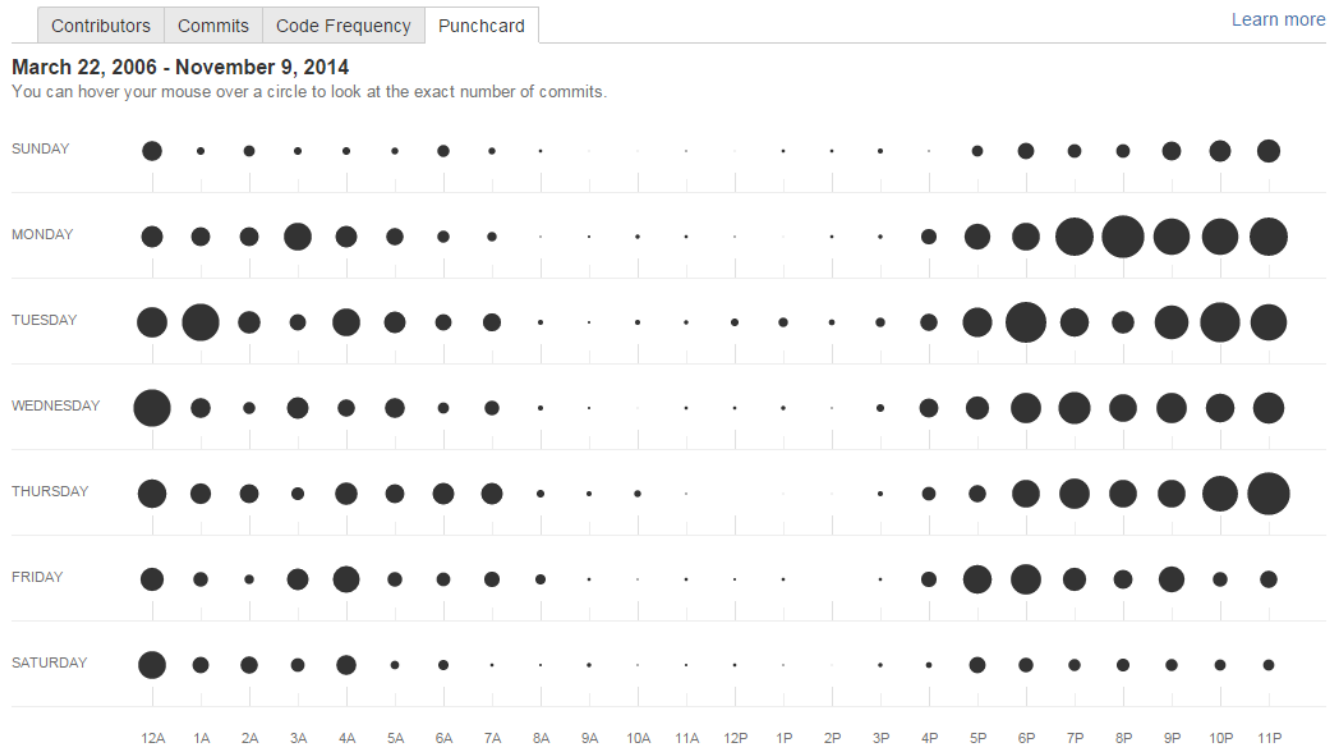 Contributors Commits Code Frequency Punchcard Learn more
March 22, 2006 - November 9, 2014
You can hover your mouse over a circle to look at the exact number of commits.
SUNDAY
MONDAY
TUESDAY
WEDNESDAY
THURSDAY
FRIDAY
SATURDAY
12A 1A 2A 3A 4A 5A 6A 7A 8A 9A 10A 11A 12P 1P 2P 3P 4P 5P 6P 7P 8P 9P 10P 11P